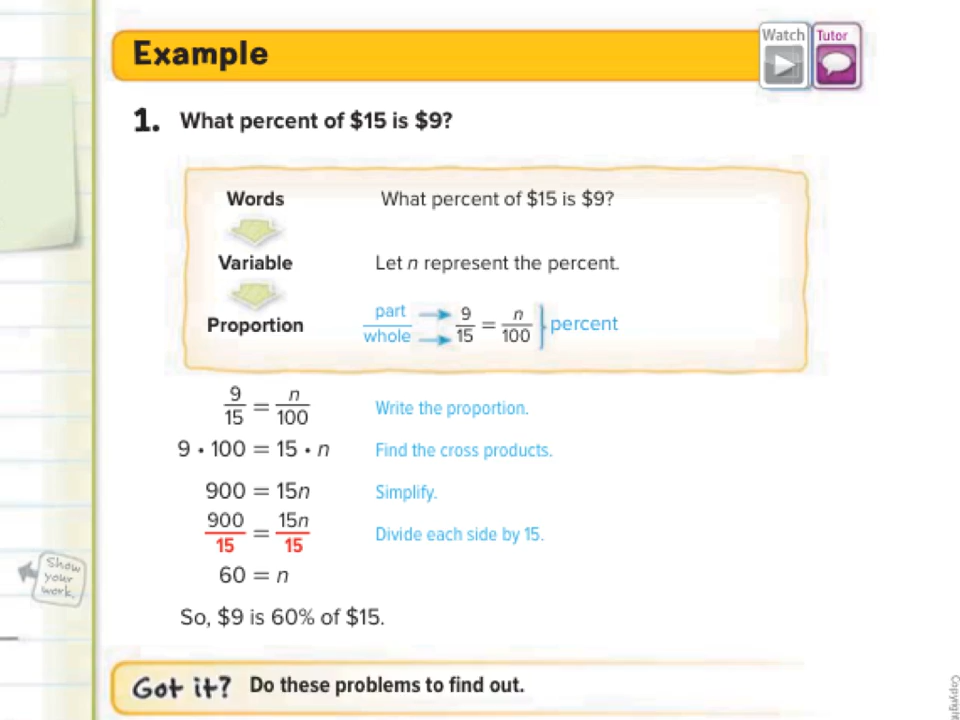 Example
Watch
Tutor
1. What percent of $15 is $9?
Words What percent of $15 is $9?
Variable Let n represent the percent.
Proportion part/whole 9/15 = n/100 } percent
9/15 = n/100 Write the proportion.
9 • 100 = 15 • n Find the cross products.
900 = 15n Simplify.
900/15 = 15n/15 Divide each side by 15.
60 = n
So, $9 is 60% of $15.
Show
your
work.
Got it? Do these problems to find out.